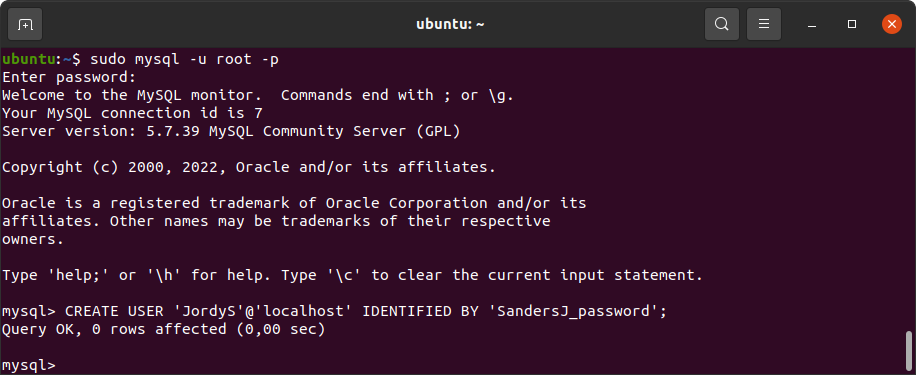 ubuntu: ~
ubuntu:~$ sudo mysql -u root -p
Enter password:
Welcome to the MySQL monitor.  Commands end with ; or \g.
Your MySQL connection id is 7
Server version: 5.7.39 MySQL Community Server (GPL)

Copyright (c) 2000, 2022, Oracle and/or its affiliates.

Oracle is a registered trademark of Oracle Corporation and/or its
affiliates. Other names may be trademarks of their respective
owners.

Type 'help;' or '\h' for help. Type '\c' to clear the current input statement.

mysql> CREATE USER 'JordyS'@'localhost' IDENTIFIED BY 'SandersJ_password';
Query OK, 0 rows affected (0,00 sec)

mysql>